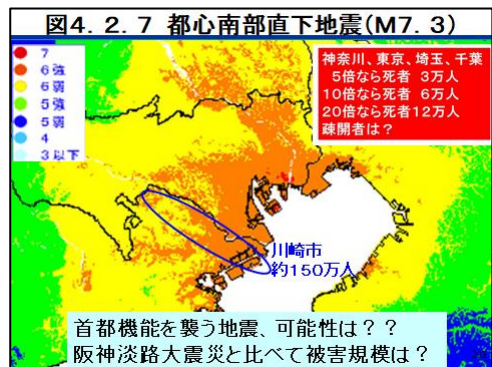 図4.2.7 都心南部直下地震(M7.3)
7
6強
6弱
5強
5弱
4
3以下
神奈川、東京、埼玉、千葉
5倍なら死者 3万人
10倍なら死者 6万人
20倍なら死者12万人
疎開者は?
川崎市
約150万人
首都機能を襲う地震、可能性は??
阪神淡路大震災と比べて被害規模は?